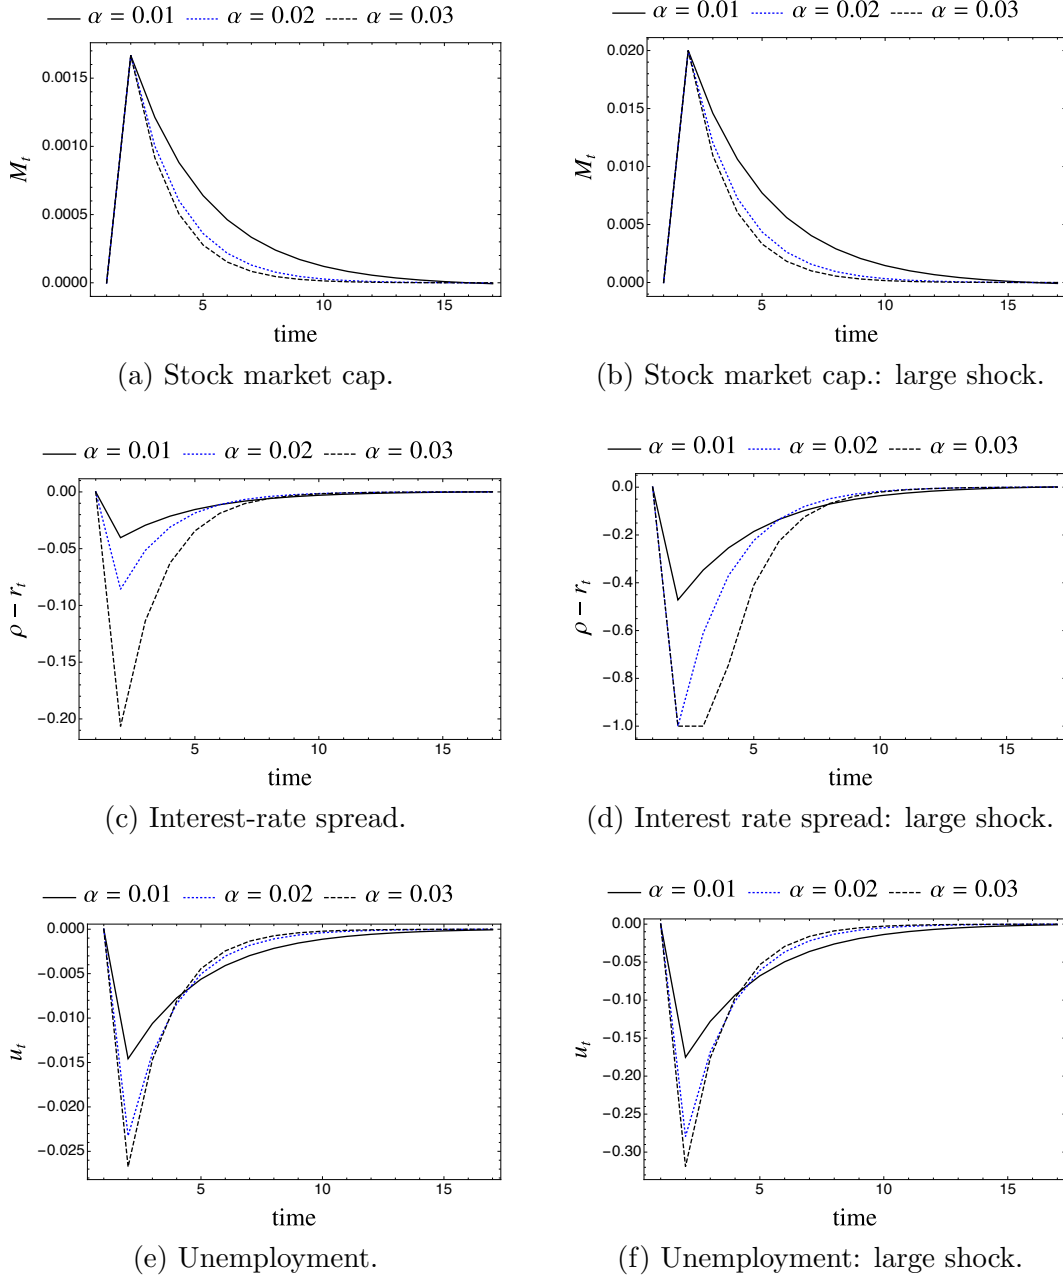 α = 0.01 α = 0.02 α = 0.03
0.0015
0.0010
0.0005
0.0000
M_t
5 10 15
time
(a) Stock market cap.
α = 0.01 α = 0.02 α = 0.03
0.020
0.015
0.010
0.005
0.000
M_t
5 10 15
time
(b) Stock market cap.: large shock.
α = 0.01 α = 0.02 α = 0.03
0.00
−0.05
−0.10
−0.15
−0.20
ρ − r_t
5 10 15
time
(c) Interest-rate spread.
α = 0.01 α = 0.02 α = 0.03
0.0
−0.2
−0.4
−0.6
−0.8
−1.0
ρ − r_t
5 10 15
time
(d) Interest rate spread: large shock.
α = 0.01 α = 0.02 α = 0.03
0.000
−0.005
−0.010
−0.015
−0.020
−0.025
u_t
5 10 15
time
(e) Unemployment.
α = 0.01 α = 0.02 α = 0.03
0.00
−0.05
−0.10
−0.15
−0.20
−0.25
−0.30
u_t
5 10 15
time
(f) Unemployment: large shock.